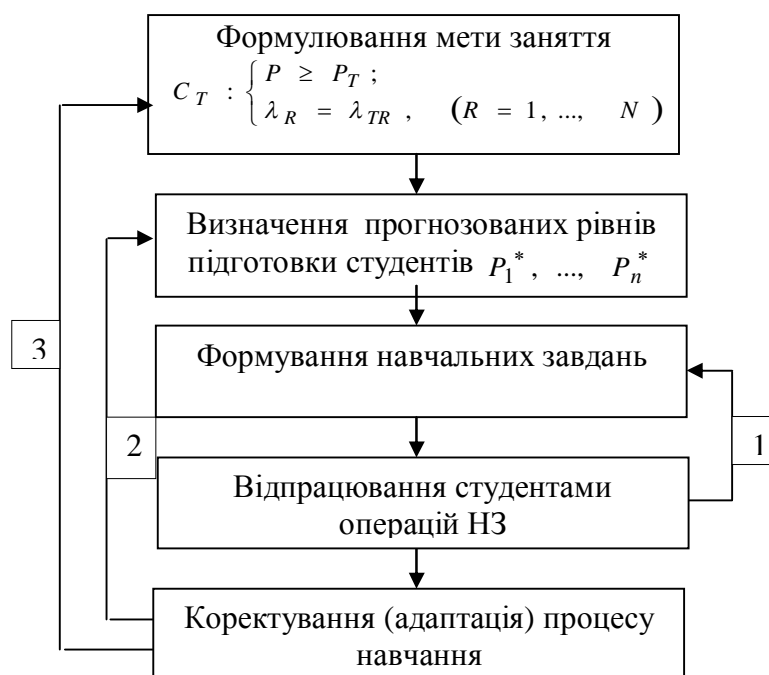 Формулювання мети заняття
C_T : { P ≥ P_T ;
λ_R = λ_TR , (R = 1, ..., N )
Визначення прогнозованих рівнів
підготовки студентів P_1^* , ..., P_n^*
3
Формування навчальних завдань
2
1
Відпрацювання студентами
операцій НЗ
Коректування (адаптація) процесу
навчання